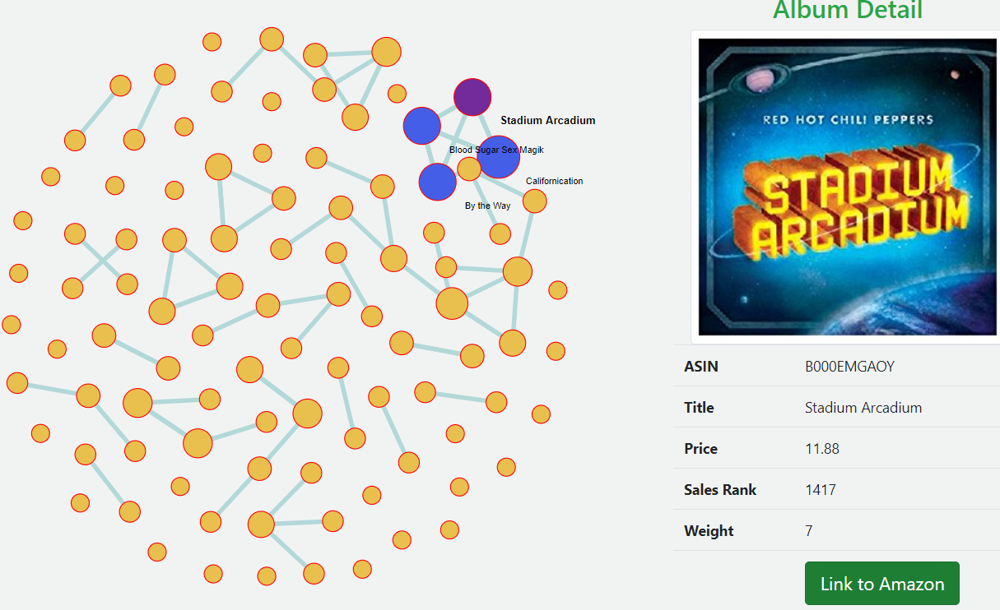 Album Detail
Stadium Arcadium
Blood Sugar Sex Magik
Californication
By the Way
RED HOT CHILI PEPPERS
STADIUM
ARCADIUM
ASIN B000EMGAOY
Title Stadium Arcadium
Price 11.88
Sales Rank 1417
Weight 7
Link to Amazon